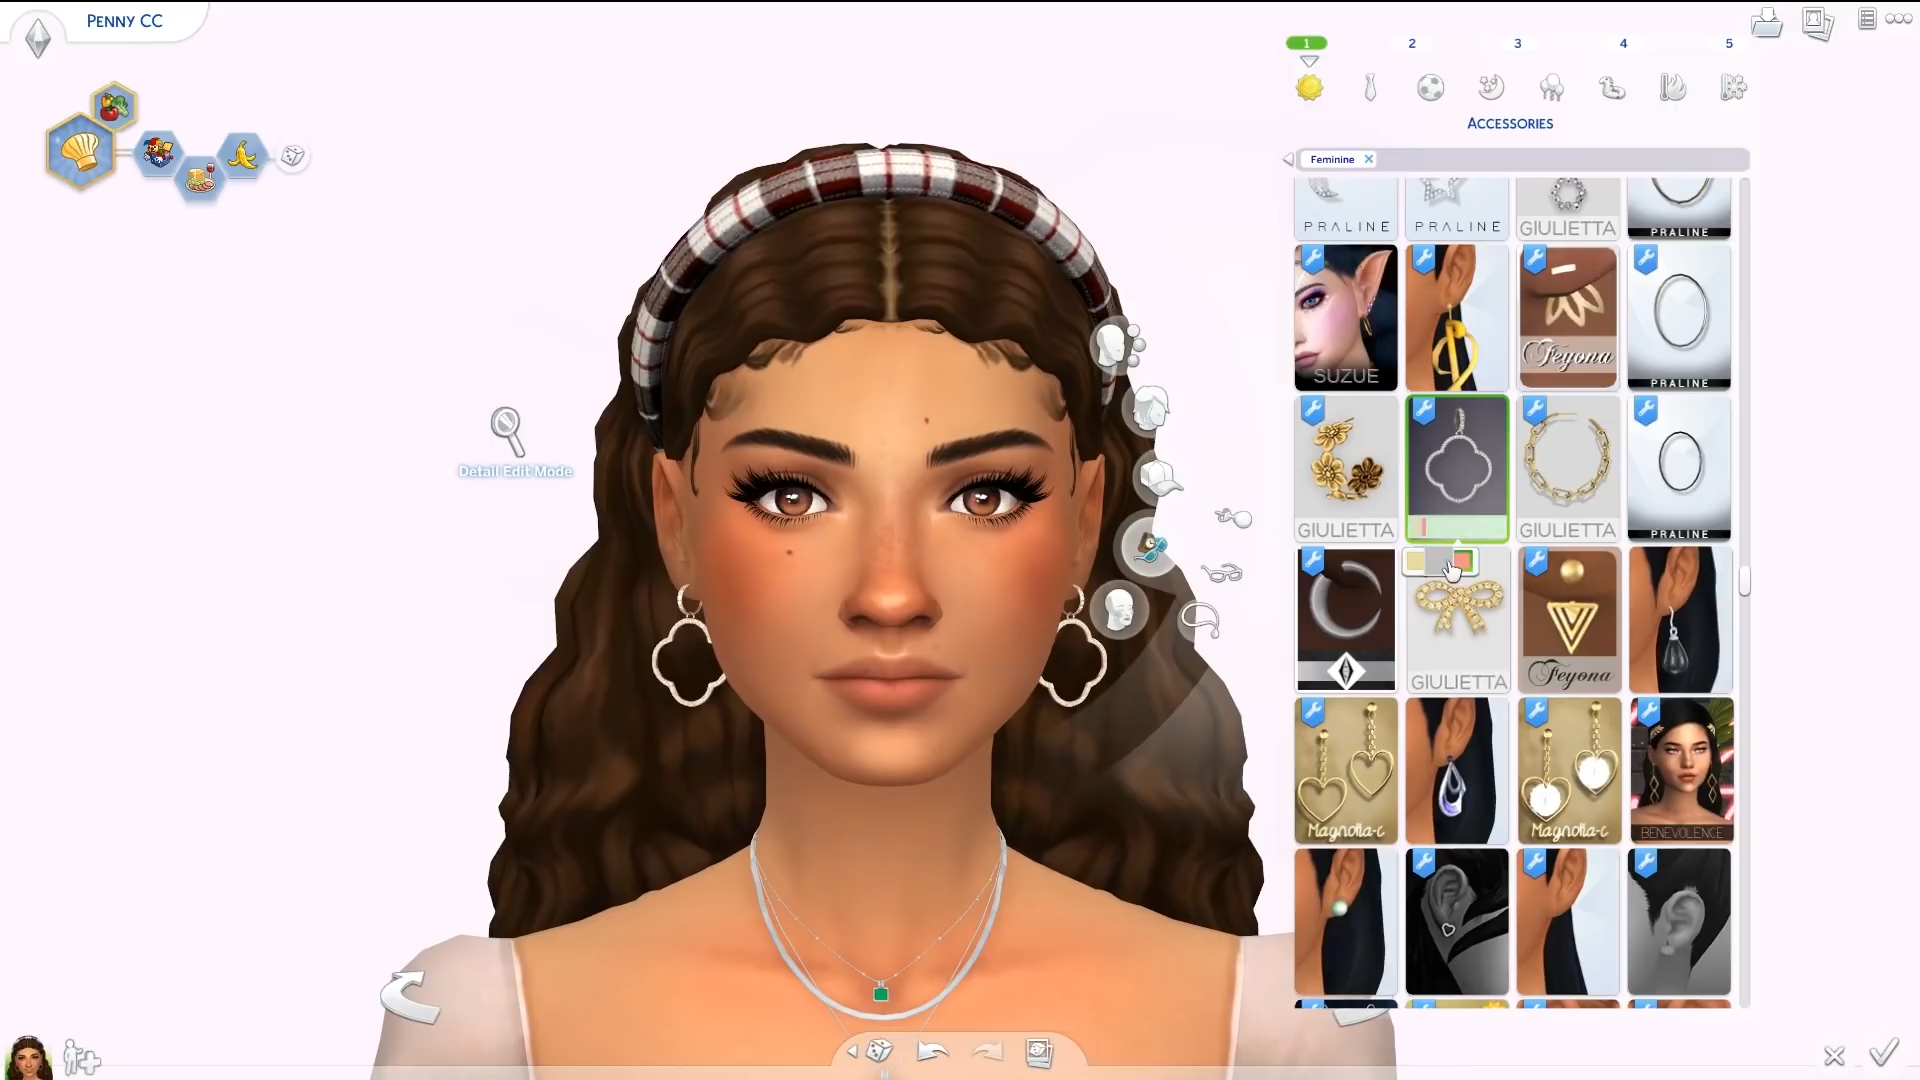 Penny CC
1 2 3 4 5
Accessories
Feminine
PRALINE PRALINE GIULIETTA PRALINE
SUZUE Feyona PRALINE
Detail Edit Mode
GIULIETTA GIULIETTA PRALINE
GIULIETTA Feyona
Magnolia-C Magnolia-C BENEVOLENCE